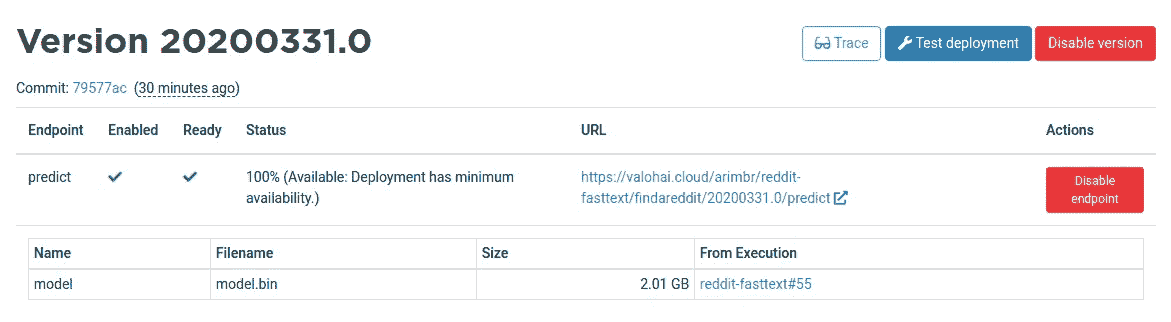 Version 20200331.0
Trace
Test deployment
Disable version
Commit: 79577ac (30 minutes ago)
Endpoint Enabled Ready Status URL Actions
predict 100% (Available: Deployment has minimum
availability.)
https://valohai.cloud/arimbr/reddit-
fasttext/findareddit/20200331.0/predict
Disable
endpoint
Name Filename Size From Execution
model model.bin 2.01 GB reddit-fasttext#55